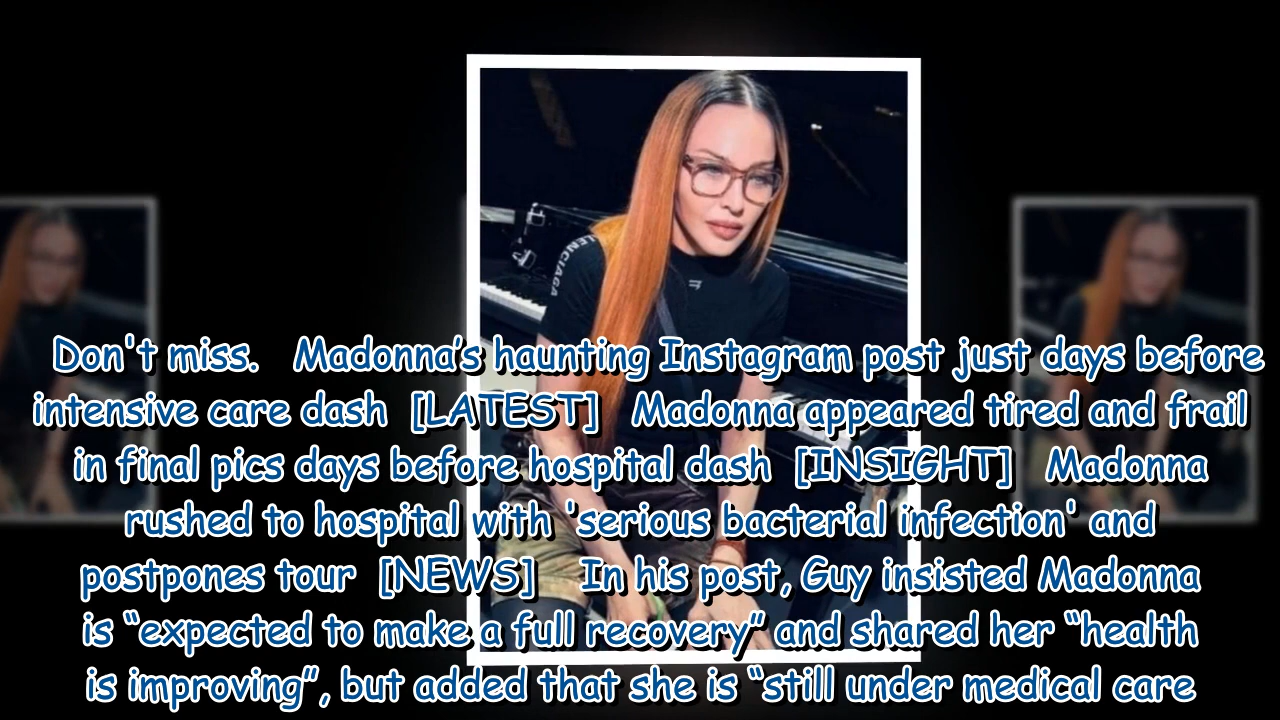 Don't miss. Madonna’s haunting Instagram post just days before
intensive care dash [LATEST] Madonna appeared tired and frail
in final pics days before hospital dash [INSIGHT] Madonna
rushed to hospital with 'serious bacterial infection' and
postpones tour [NEWS] In his post, Guy insisted Madonna
is “expected to make a full recovery” and shared her “health
is improving”, but added that she is “still under medical care
LENCIAGA